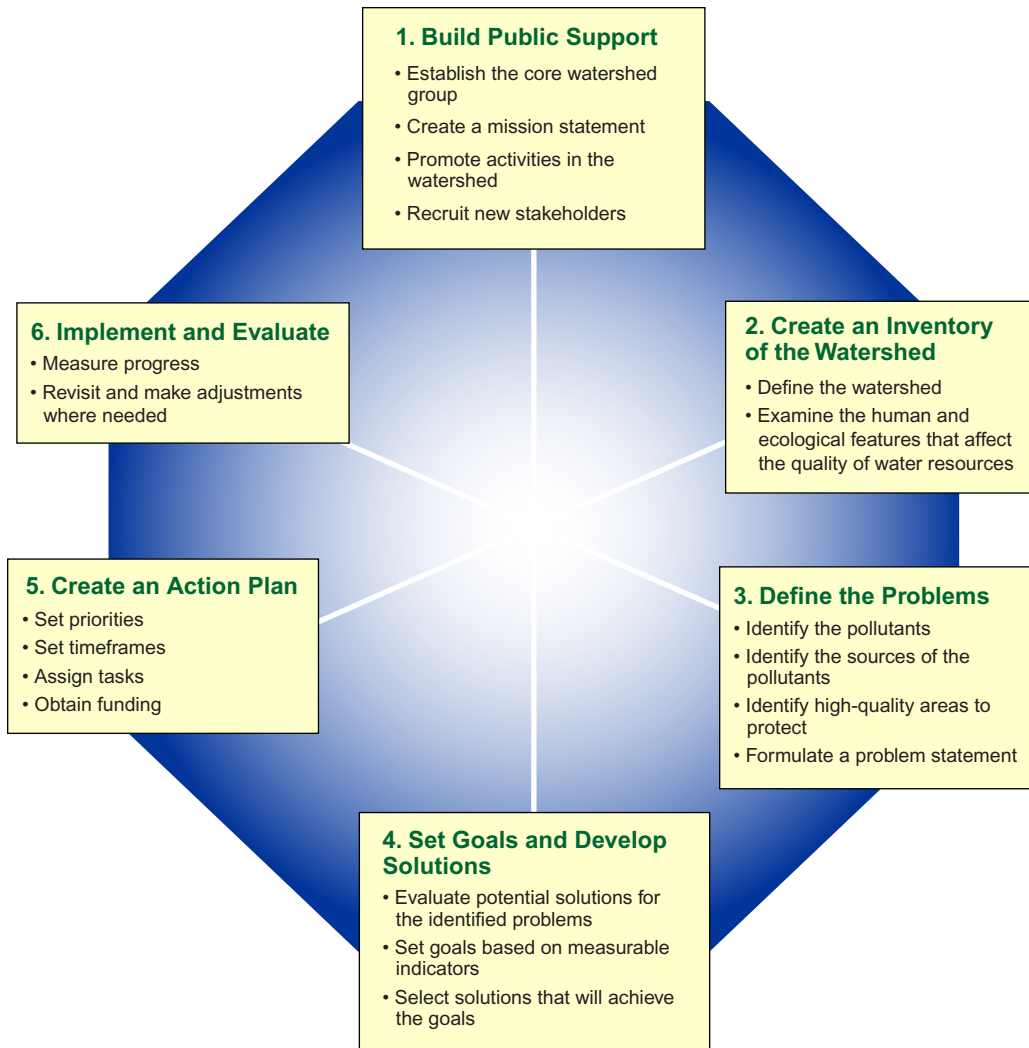 1. Build Public Support
• Establish the core watershed
group
• Create a mission statement
• Promote activities in the
watershed
• Recruit new stakeholders
2. Create an Inventory
of the Watershed
• Define the watershed
• Examine the human and
ecological features that affect
the quality of water resources
3. Define the Problems
• Identify the pollutants
• Identify the sources of the
pollutants
• Identify high-quality areas to
protect
• Formulate a problem statement
4. Set Goals and Develop
Solutions
• Evaluate potential solutions for
the identified problems
• Set goals based on measurable
indicators
• Select solutions that will achieve
the goals
5. Create an Action Plan
• Set priorities
• Set timeframes
• Assign tasks
• Obtain funding
6. Implement and Evaluate
• Measure progress
• Revisit and make adjustments
where needed